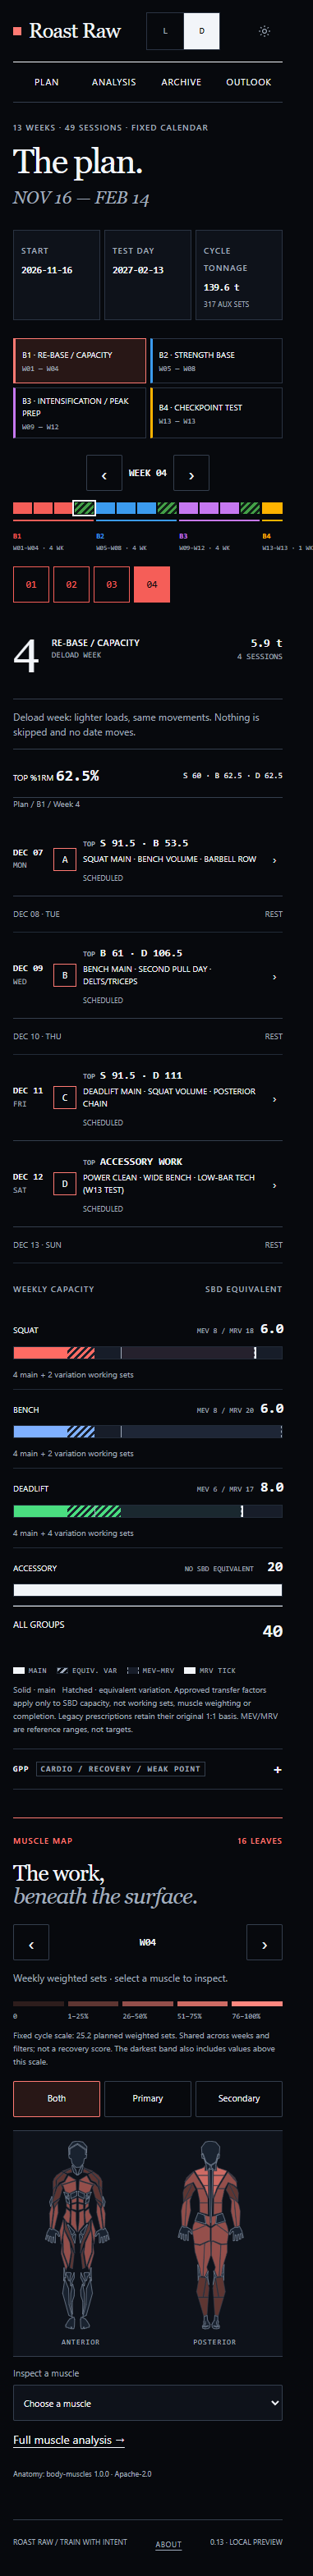 Roast Raw
L D
PLAN ANALYSIS ARCHIVE OUTLOOK
13 WEEKS · 49 SESSIONS · FIXED CALENDAR
The plan.
NOV 16 — FEB 14
START
2026-11-16
TEST DAY
2027-02-13
CYCLE
TONNAGE
139.6 t
317 AUX SETS
B1 · RE-BASE / CAPACITY
W01 — W04
B2 · STRENGTH BASE
W05 — W08
B3 · INTENSIFICATION / PEAK
PREP
W09 — W12
B4 · CHECKPOINT TEST
W13 — W13
‹ WEEK 04 ›
B1 B2 B3 B4
W01–W04 · 4 WK W05–W08 · 4 WK W09–W12 · 4 WK W13–W13 · 1 WK
01 02 03 04
4
RE-BASE / CAPACITY
DELOAD WEEK
5.9 t
4 SESSIONS
Deload week: lighter loads, same movements. Nothing is
skipped and no date moves.
TOP %1RM 62.5% S 60 · B 62.5 · D 62.5
Plan / B1 / Week 4
DEC 07
MON
A
TOP S 91.5 · B 53.5
SQUAT MAIN · BENCH VOLUME · BARBELL ROW
SCHEDULED
›
DEC 08 · TUE REST
DEC 09
WED
B
TOP B 61 · D 106.5
BENCH MAIN · SECOND PULL DAY ·
DELTS/TRICEPS
SCHEDULED
›
DEC 10 · THU REST
DEC 11
FRI
C
TOP S 91.5 · D 111
DEADLIFT MAIN · SQUAT VOLUME · POSTERIOR
CHAIN
SCHEDULED
›
DEC 12
SAT
D
TOP ACCESSORY WORK
POWER CLEAN · WIDE BENCH · LOW-BAR TECH
(W13 TEST)
SCHEDULED
›
DEC 13 · SUN REST
WEEKLY CAPACITY SBD EQUIVALENT
SQUAT MEV 8 / MRV 18 6.0
4 main + 2 variation working sets
BENCH MEV 8 / MRV 20 6.0
4 main + 2 variation working sets
DEADLIFT MEV 6 / MRV 17 8.0
4 main + 4 variation working sets
ACCESSORY NO SBD EQUIVALENT 20
ALL GROUPS 40
MAIN EQUIV. VAR MEV–MRV MRV TICK
Solid · main Hatched · equivalent variation. Approved transfer factors
apply only to SBD capacity, not working sets, muscle weighting or
completion. Legacy prescriptions retain their original 1:1 basis. MEV/MRV
are reference ranges, not targets.
GPP CARDIO / RECOVERY / WEAK POINT +
MUSCLE MAP 16 LEAVES
The work,
beneath the surface.
‹ W04 ›
Weekly weighted sets · select a muscle to inspect.
0 1–25% 26–50% 51–75% 76–100%
Fixed cycle scale: 25.2 planned weighted sets. Shared across weeks and
filters; not a recovery score. The darkest band also includes values above
this scale.
Both Primary Secondary
ANTERIOR POSTERIOR
Inspect a muscle
Choose a muscle
Full muscle analysis →
Anatomy: body-muscles 1.0.0 · Apache-2.0
ROAST RAW / TRAIN WITH INTENT ABOUT 0.13 · LOCAL PREVIEW